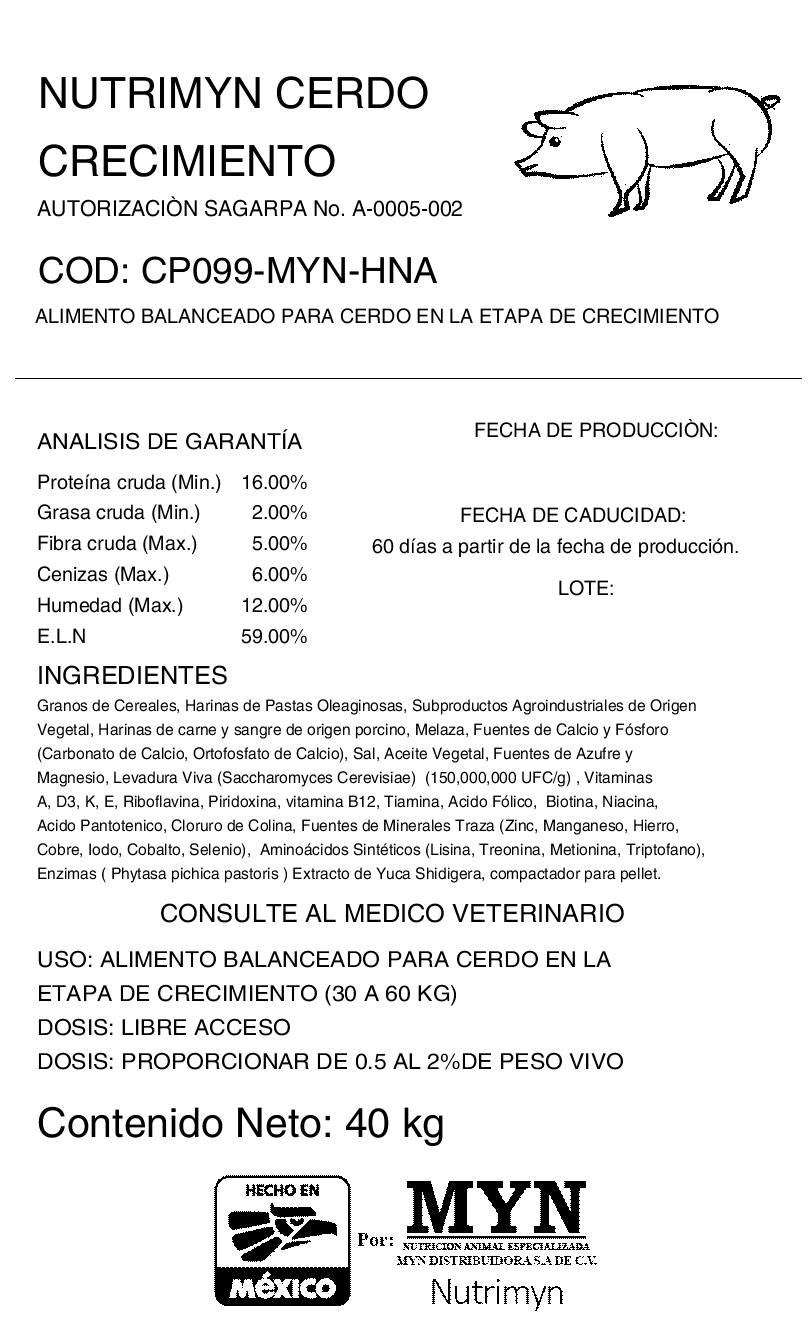 NUTRIMYN CERDO
CRECIMIENTO
AUTORIZACIÒN SAGARPA No. A-0005-002
COD: CP099-MYN-HNA
ALIMENTO BALANCEADO PARA CERDO EN LA ETAPA DE CRECIMIENTO
ANALISIS DE GARANTÍA
Proteína cruda (Min.) 16.00%
Grasa cruda (Min.) 2.00%
Fibra cruda (Max.) 5.00%
Cenizas (Max.) 6.00%
Humedad (Max.) 12.00%
E.L.N 59.00%
FECHA DE PRODUCCIÒN:
FECHA DE CADUCIDAD:
60 días a partir de la fecha de producción.
LOTE:
INGREDIENTES
Granos de Cereales, Harinas de Pastas Oleaginosas, Subproductos Agroindustriales de Origen
Vegetal, Harinas de carne y sangre de origen porcino, Melaza, Fuentes de Calcio y Fósforo
(Carbonato de Calcio, Ortofosfato de Calcio), Sal, Aceite Vegetal, Fuentes de Azufre y
Magnesio, Levadura Viva (Saccharomyces Cerevisiae)  (150,000,000 UFC/g) , Vitaminas
A, D3, K, E, Riboflavina, Piridoxina, vitamina B12, Tiamina, Acido Fólico,  Biotina, Niacina,
Acido Pantotenico, Cloruro de Colina, Fuentes de Minerales Traza (Zinc, Manganeso, Hierro,
Cobre, Iodo, Cobalto, Selenio),  Aminoácidos Sintéticos (Lisina, Treonina, Metionina, Triptofano),
Enzimas ( Phytasa pichica pastoris ) Extracto de Yuca Shidigera, compactador para pellet.
CONSULTE AL MEDICO VETERINARIO
USO: ALIMENTO BALANCEADO PARA CERDO EN LA
ETAPA DE CRECIMIENTO (30 A 60 KG)
DOSIS: LIBRE ACCESO
DOSIS: PROPORCIONAR DE 0.5 AL 2%DE PESO VIVO
Contenido Neto: 40 kg
HECHO EN
MéXICO
Por:
MYN
NUTRICION ANIMAL ESPECIALIZADA
MYN DISTRIBUIDORA S.A DE C.V.
Nutrimyn